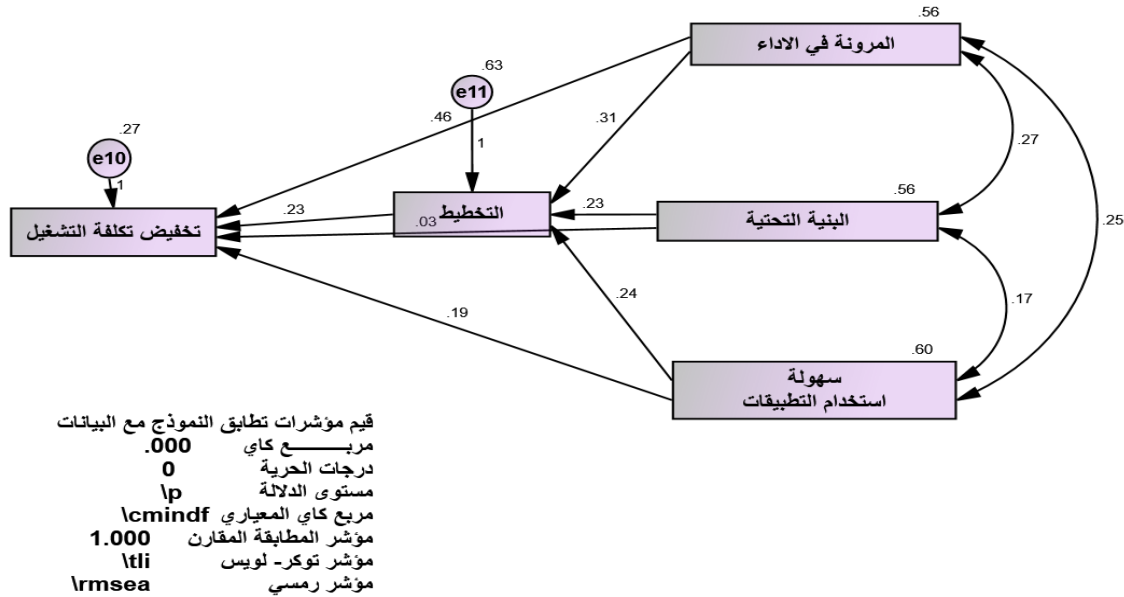 .56
المرونة في الاداء
.63
e11
.46
.31
.27
.27
e10
1
1
.56
البنية التحتية
التخطيط
.23
.23
.03
تخفيض تكلفة التشغيل
.25
.24
.17
.19
.60
سهولة
استخدام التطبيقات
قيم مؤشرات تطابق النموذج مع البيانات
مربـــــع كاي .000
درجات الحرية 0
مستوى الدلالة \p
مربع كاي المعياري \cmindf
مؤشر المطابقة المقارن 1.000
مؤشر توكر- لويس \tli
مؤشر رمسي \rmsea